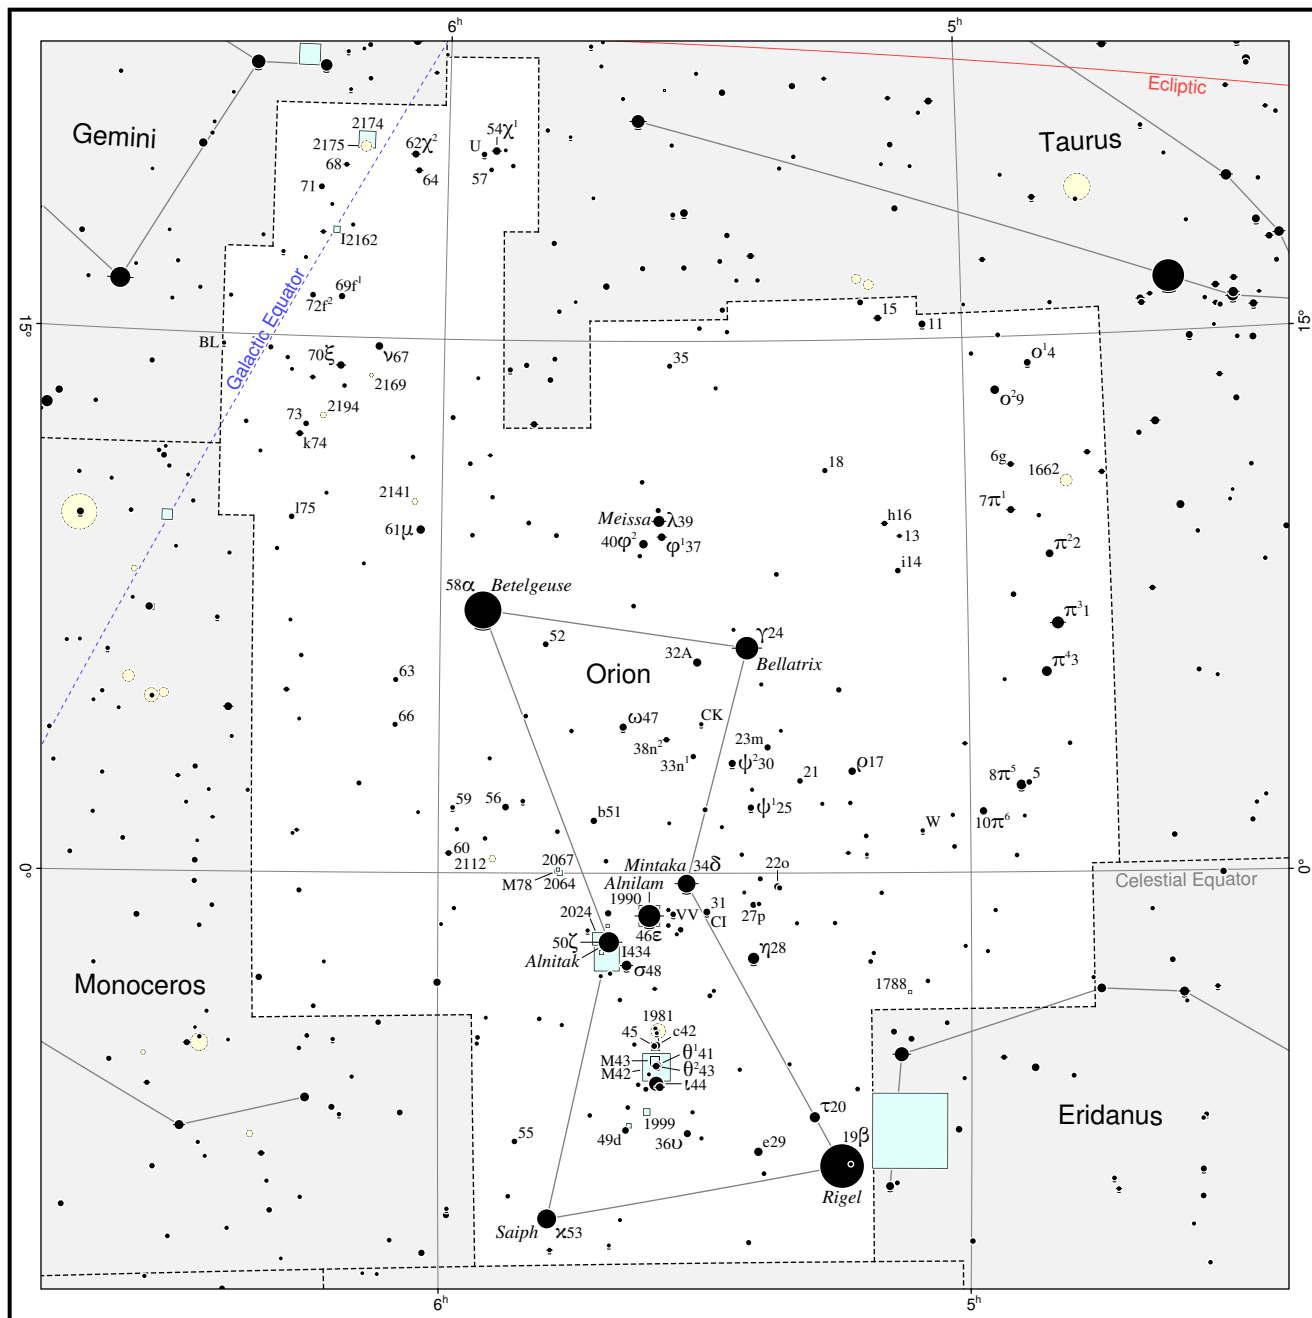 6h
5h
Ecliptic
Gemini
Taurus
2174
2175
62χ²
U
54χ¹
68
64
57
71
I2162
Galactic Equator
69f¹
72f²
15
11
15°
15°
BL
70ξ
ν67
35
ο¹4
2169
ο²9
2194
73
k74
18
6g
1662
2141
7π¹
l75
Meissa
λ39
h16
61μ
40φ²
φ¹37
13
π²2
i14
58α
Betelgeuse
π³1
γ24
52
32A
Bellatrix
Orion
π⁴3
63
CK
66
ω47
38n²
23m
33n¹
ψ²30
ρ17
8π⁵
5
21
59
56
ψ¹25
b51
10π⁶
W
60
2112
2067
Mintaka
34δ
22o
0°
0°
M78
2064
Alnilam
Celestial Equator
1990
2024
VV
31
CI
27p
46ε
50ζ
I434
Alnitak
η28
σ48
Monoceros
1788
1981
45
c42
M43
θ¹41
M42
θ²43
ι44
1999
τ20
Eridanus
49d
36υ
55
e29
19β
Rigel
Saiph
ϰ53
6h
5h